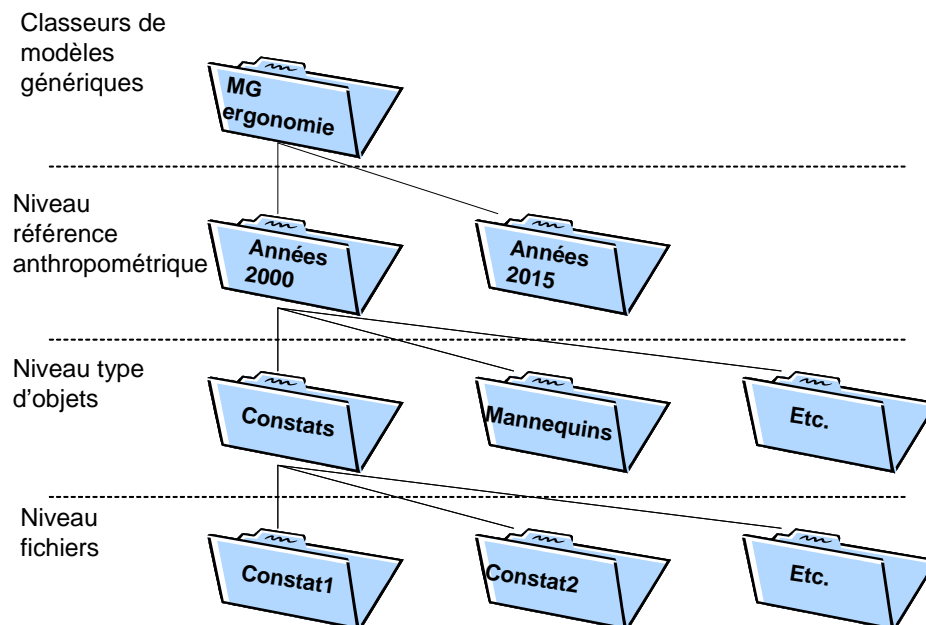 Classeurs de
modèles
génériques
MG
ergonomie
Niveau
référence
anthropométrique
Années
2000
Années
2015
Niveau type
d'objets
Constats
Mannequins
Etc.
Niveau
fichiers
Constat1
Constat2
Etc.